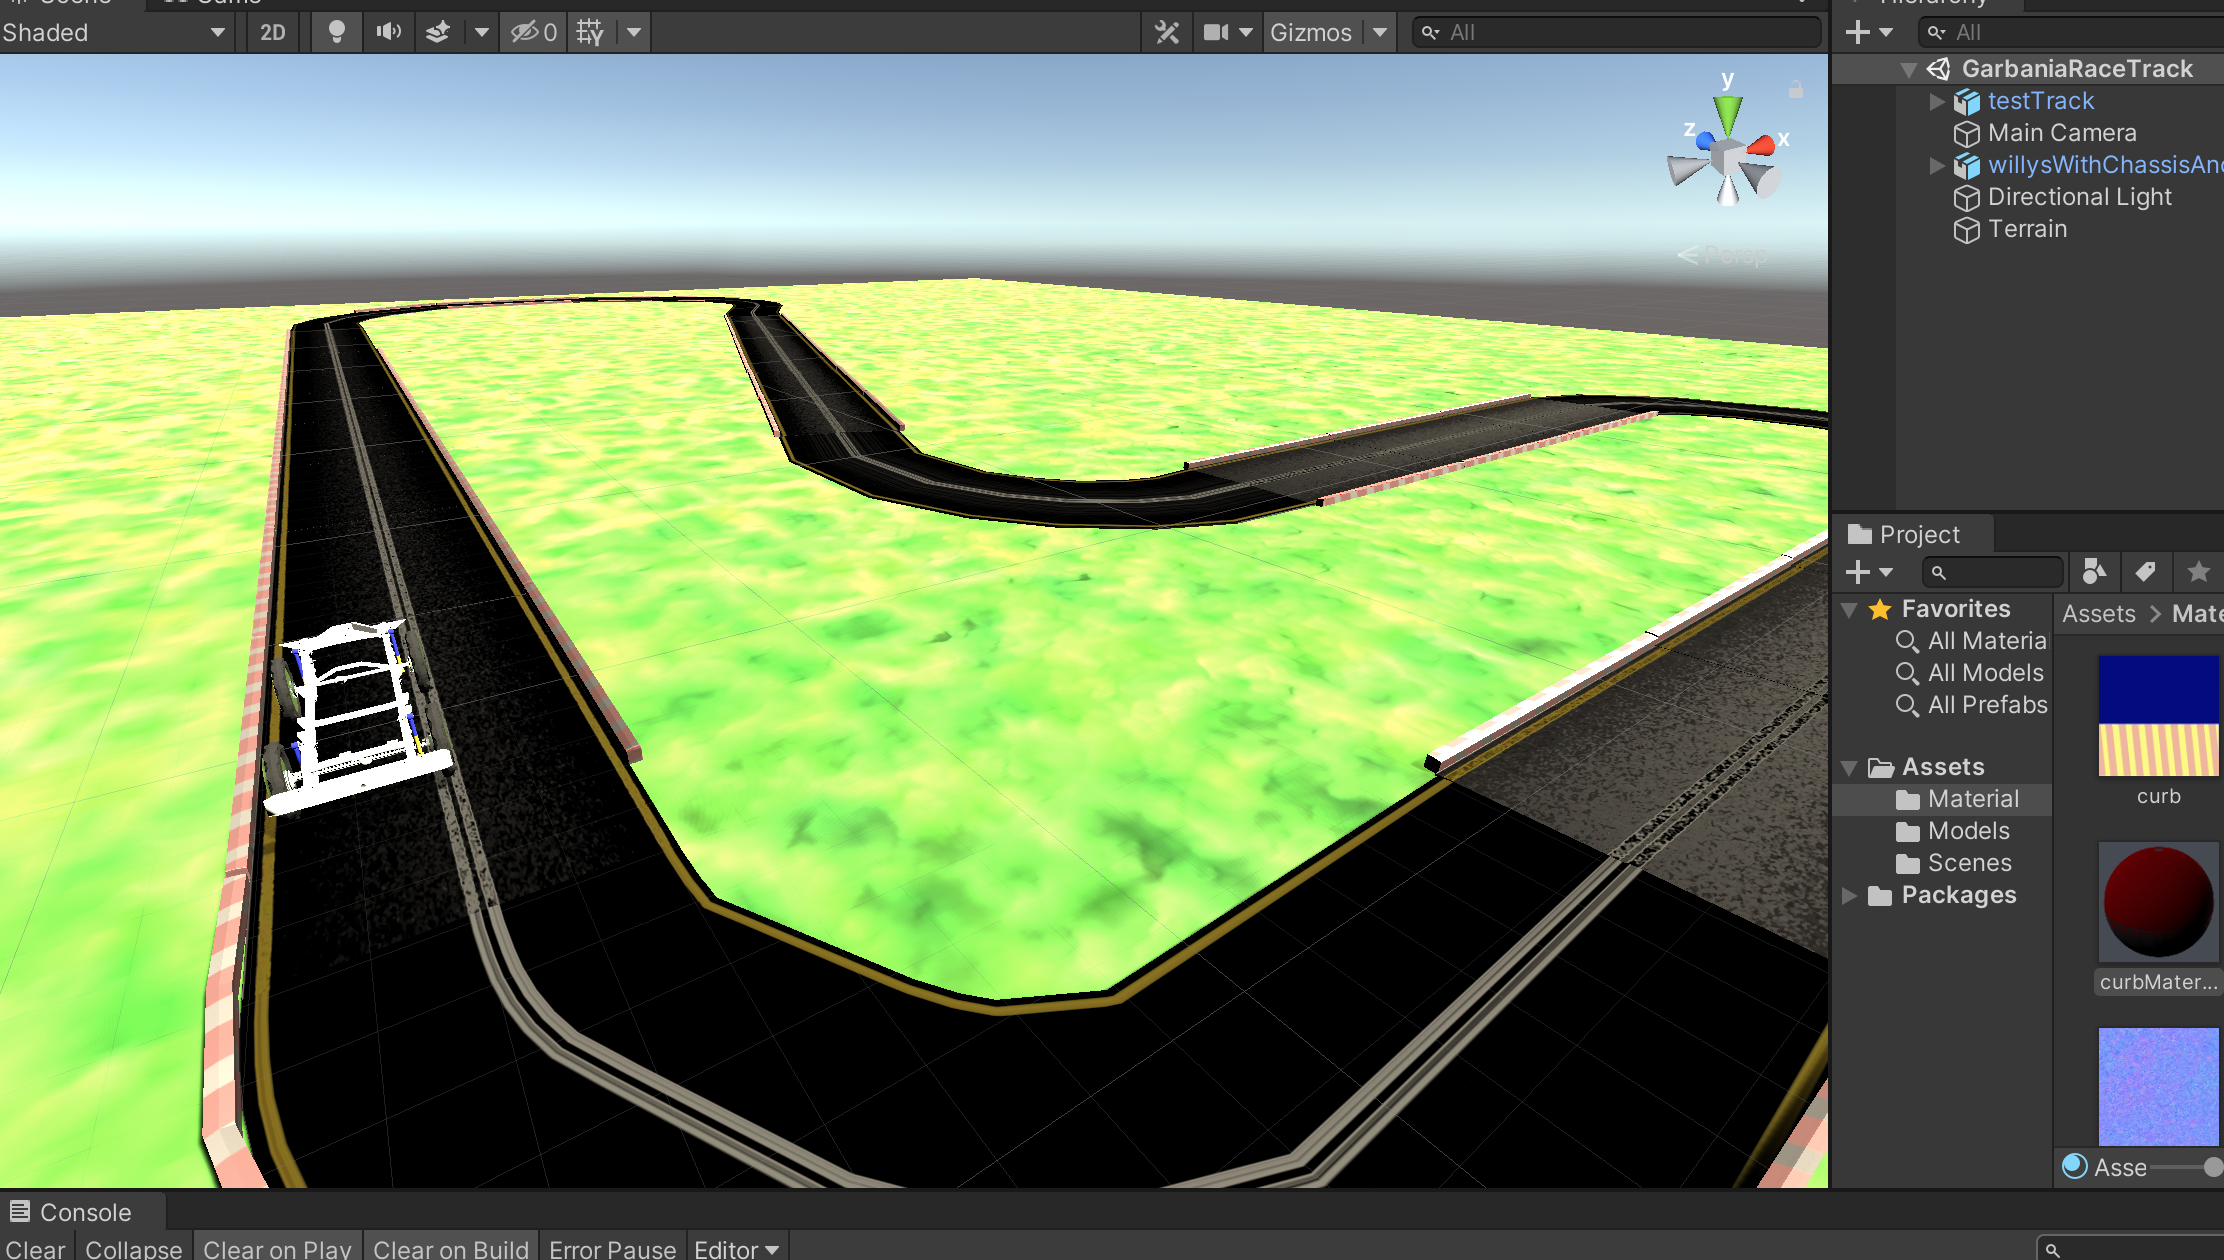 Shaded
2D
0
Gizmos
All
All
GarbaniaRaceTrack
testTrack
Main Camera
willysWithChassisAn
Directional Light
Terrain
y
z
x
Persp
Project
Favorites
All Materia
All Models
All Prefabs
Assets
Material
Models
Scenes
Packages
Assets > Mate
curb
curbMater...
Asse
Console
Clear
Collapse
Clear on Play
Clear on Build
Error Pause
Editor